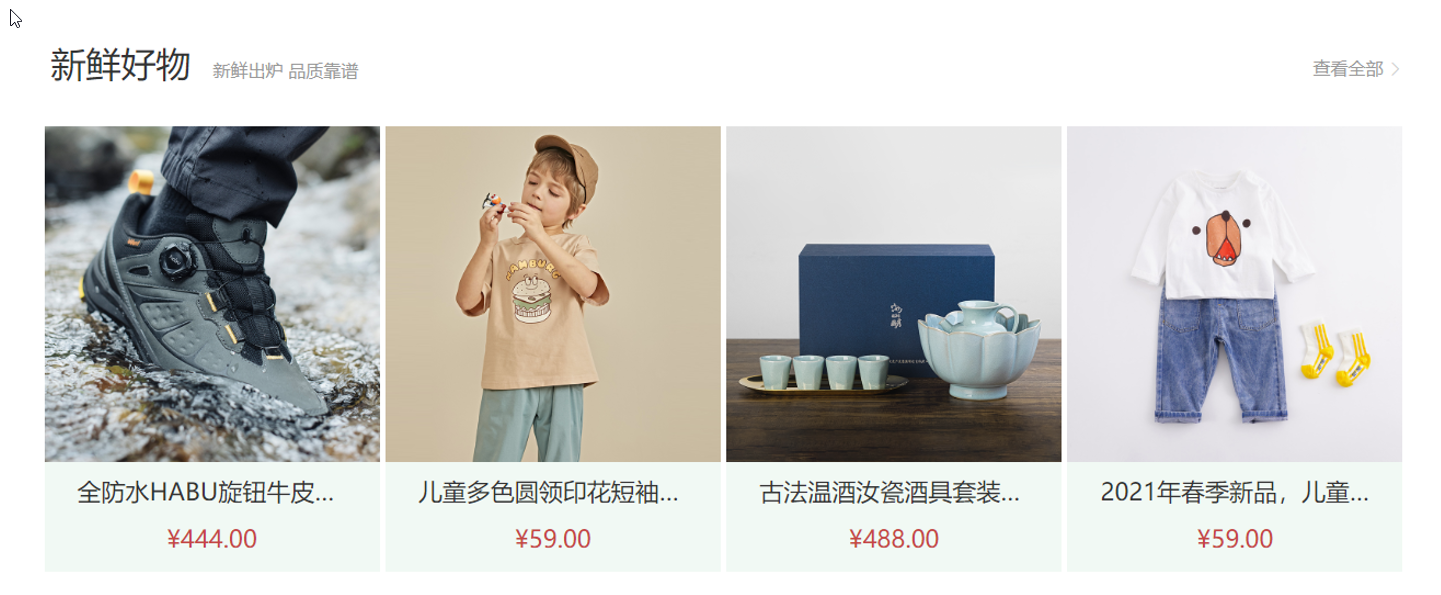 新鲜好物 新鲜出炉 品质靠谱
查看全部
HAMBURG
全防水HABU旋钮牛皮...
¥444.00
儿童多色圆领印花短袖...
¥59.00
古法温酒汝瓷酒具套装...
¥488.00
2021年春季新品，儿童...
¥59.00